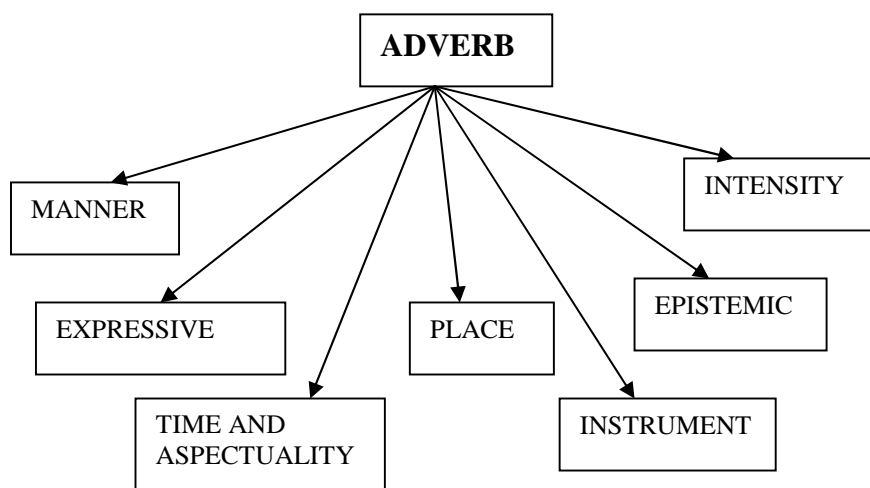 ADVERB
INTENSITY
MANNER
EPISTEMIC
EXPRESSIVE
PLACE
TIME AND
ASPECTUALITY
INSTRUMENT